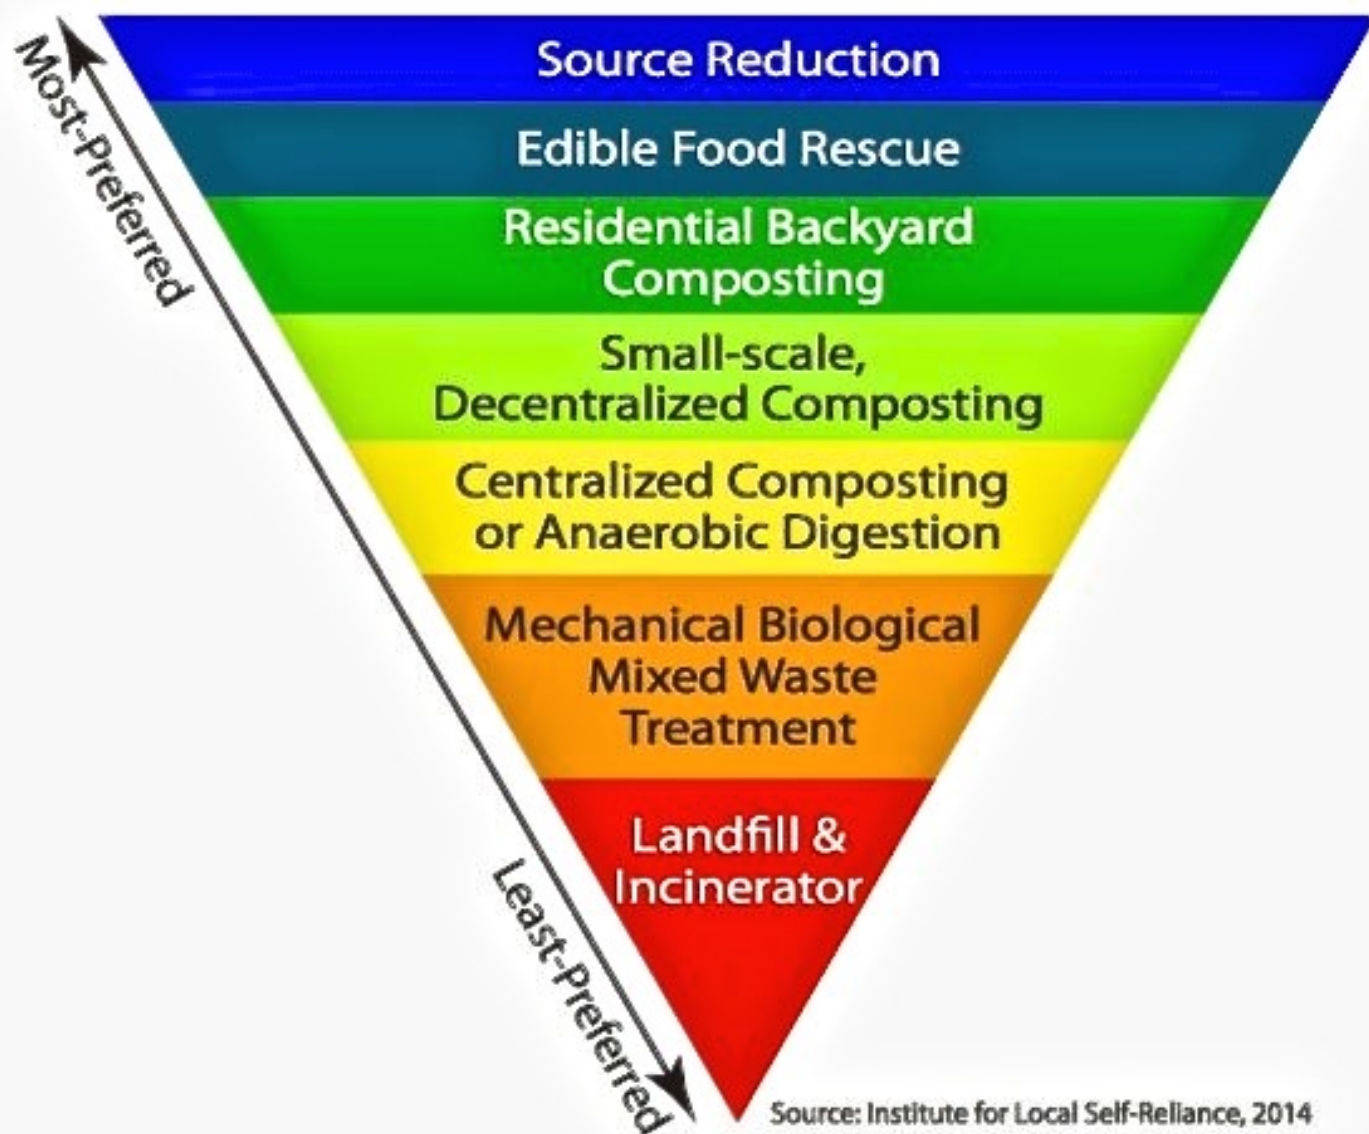 Most-Preferred
Source Reduction
Edible Food Rescue
Residential Backyard
Composting
Small-scale,
Decentralized Composting
Centralized Composting
or Anaerobic Digestion
Mechanical Biological
Mixed Waste
Treatment
Landfill &
Incinerator
Least-Preferred
Source: Institute for Local Self-Reliance, 2014